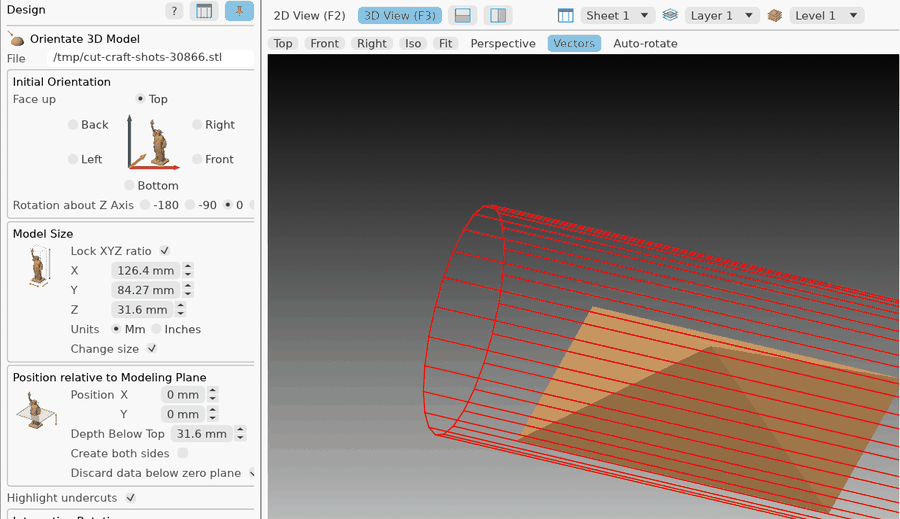 Design
?
2D View (F2) 3D View (F3) Sheet 1 Layer 1 Level 1
Top Front Right Iso Fit Perspective Vectors Auto-rotate
Orientate 3D Model
File /tmp/cut-craft-shots-30866.stl
Initial Orientation
Face up Top
Back Right
Left Front
Bottom
Rotation about Z Axis -180 -90 0
Model Size
Lock XYZ ratio
X 126.4 mm
Y 84.27 mm
Z 31.6 mm
Units Mm Inches
Change size
Position relative to Modeling Plane
Position X 0 mm
Y 0 mm
Depth Below Top 31.6 mm
Create both sides
Discard data below zero plane
Highlight undercuts